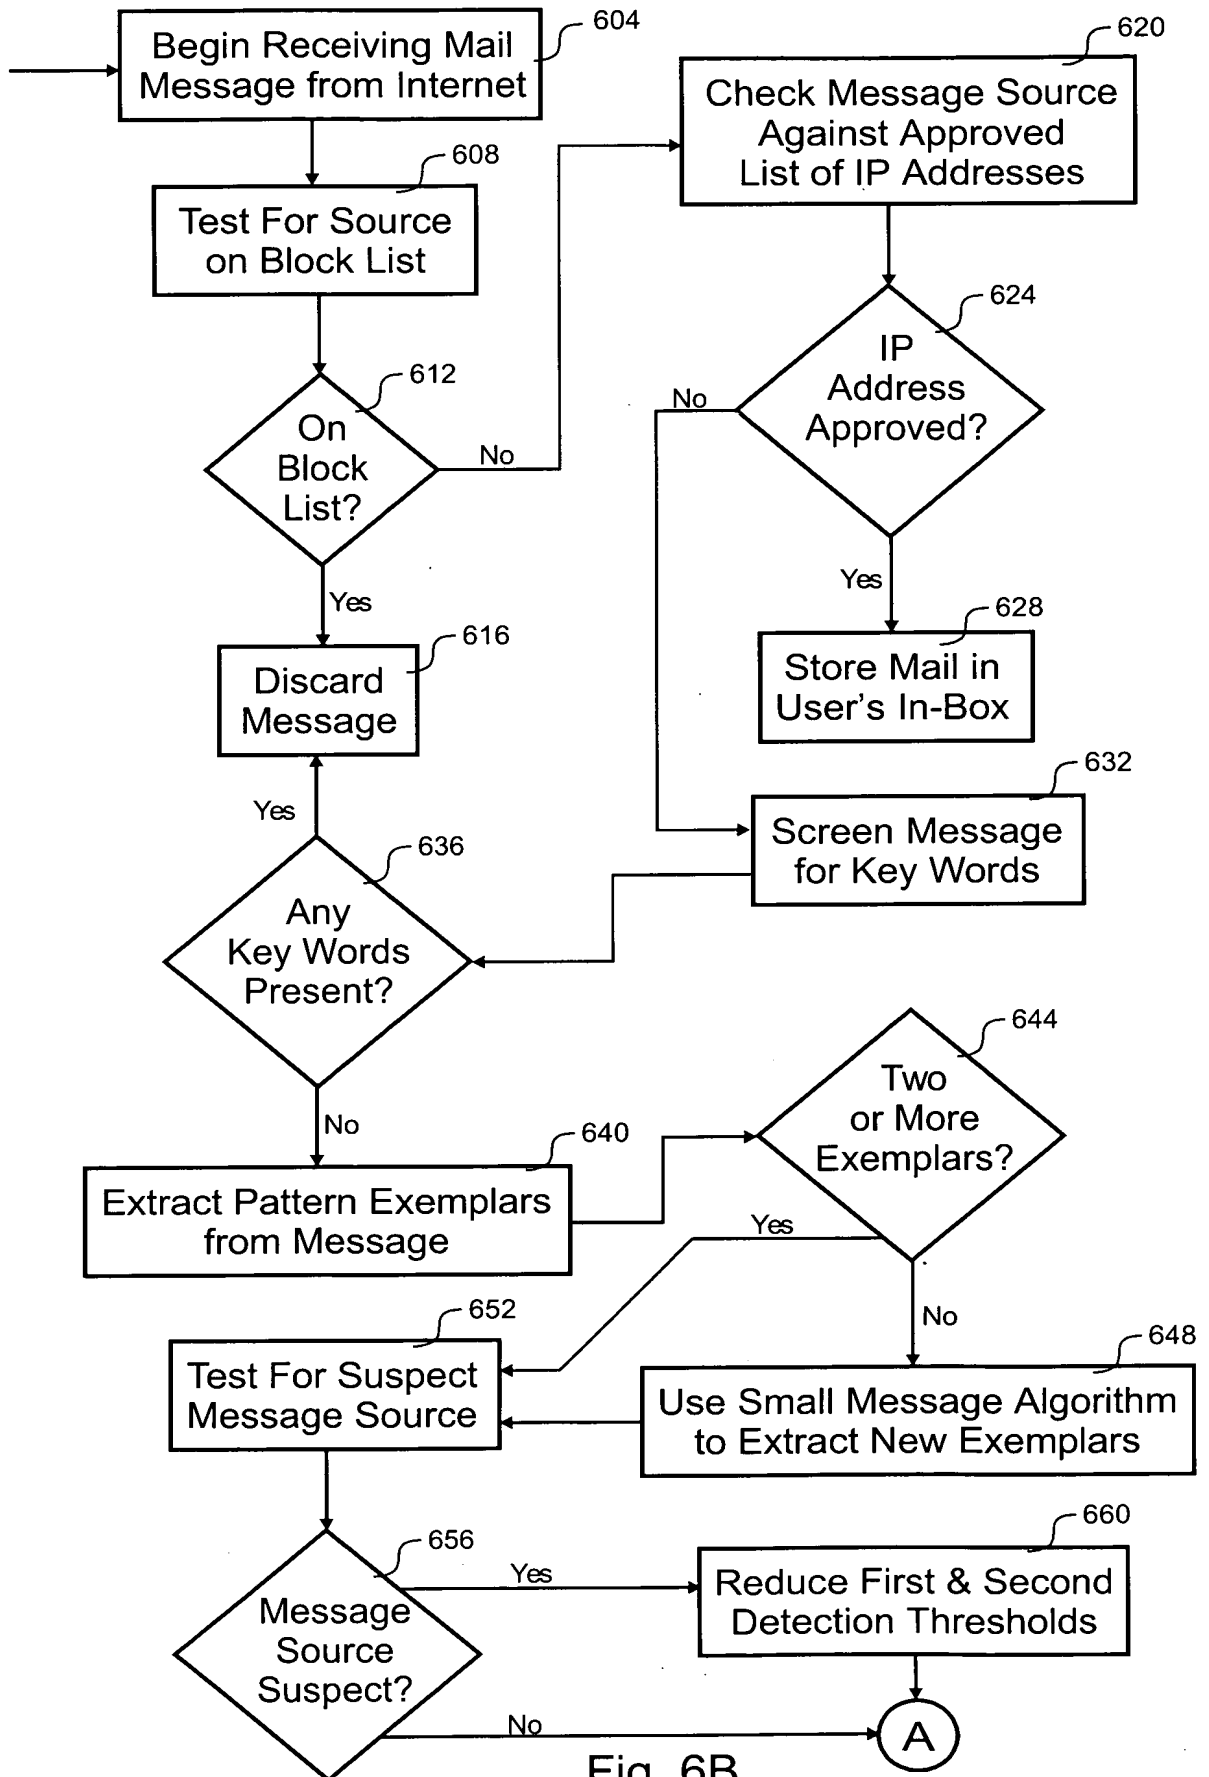 604
Begin Receiving Mail
Message from Internet
608
Test For Source
on Block List
612
On
Block
List?
No
Yes
616
Discard
Message
620
Check Message Source
Against Approved
List of IP Addresses
624
IP
Address
Approved?
No
Yes
628
Store Mail in
User's In-Box
632
Screen Message
for Key Words
636
Any
Key Words
Present?
Yes
No
640
Extract Pattern Exemplars
from Message
644
Two
or More
Exemplars?
Yes
No
648
Use Small Message Algorithm
to Extract New Exemplars
652
Test For Suspect
Message Source
656
Message
Source
Suspect?
Yes
No
660
Reduce First & Second
Detection Thresholds
A
Fig. 6B